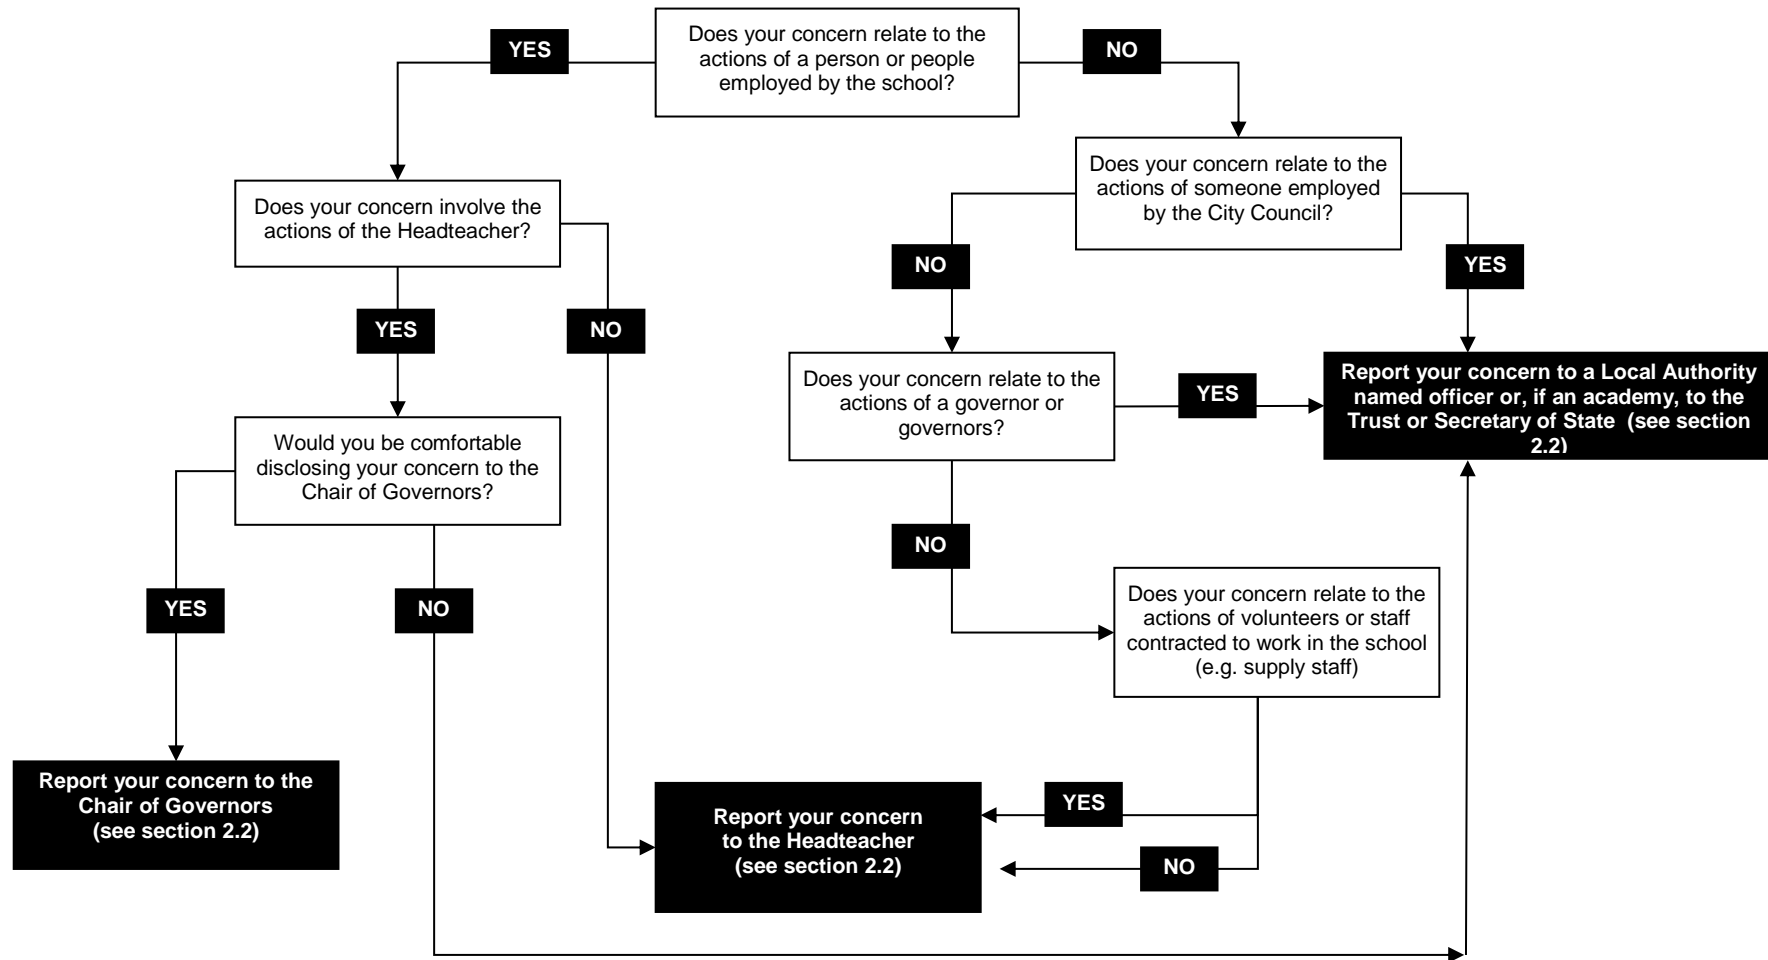 Does your concern relate to the
actions of a person or people
employed by the school?
YES
NO
Does your concern relate to the
actions of someone employed
by the City Council?
Does your concern involve the
actions of the Headteacher?
NO
YES
YES
NO
Does your concern relate to the
actions of a governor or
governors?
YES
Report your concern to a Local Authority
named officer or, if an academy, to the
Trust or Secretary of State (see section
2.2)
Would you be comfortable
disclosing your concern to the
Chair of Governors?
NO
YES
NO
Does your concern relate to the
actions of volunteers or staff
contracted to work in the school
(e.g. supply staff)
Report your concern to the
Chair of Governors
(see section 2.2)
Report your concern
to the Headteacher
(see section 2.2)
YES
NO